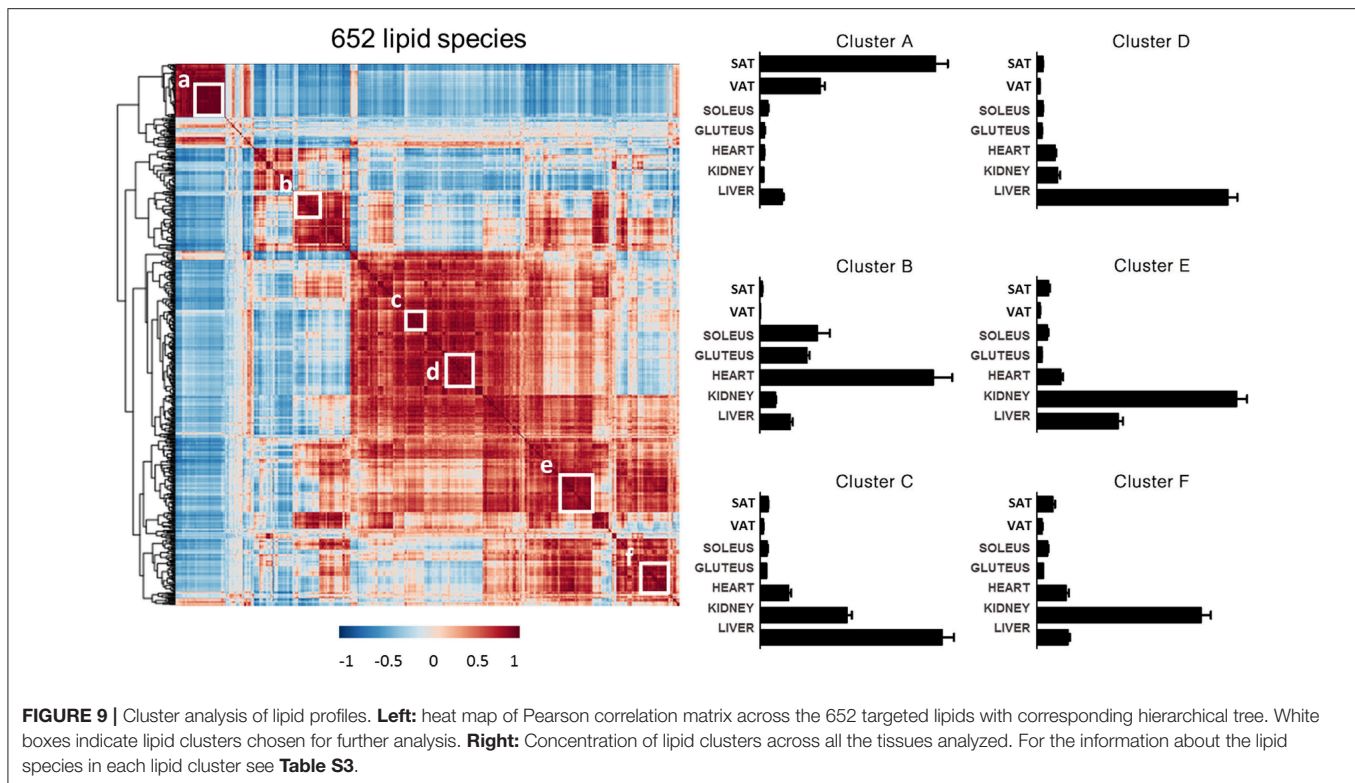 652 lipid species
a
b
c
d
e
f
-1 -0.5 0 0.5 1
Cluster A
SAT
VAT
SOLEUS
GLUTEUS
HEART
KIDNEY
LIVER
Cluster D
SAT
VAT
SOLEUS
GLUTEUS
HEART
KIDNEY
LIVER
Cluster B
SAT
VAT
SOLEUS
GLUTEUS
HEART
KIDNEY
LIVER
Cluster E
SAT
VAT
SOLEUS
GLUTEUS
HEART
KIDNEY
LIVER
Cluster C
SAT
VAT
SOLEUS
GLUTEUS
HEART
KIDNEY
LIVER
Cluster F
SAT
VAT
SOLEUS
GLUTEUS
HEART
KIDNEY
LIVER
FIGURE 9 | Cluster analysis of lipid profiles. Left: heat map of Pearson correlation matrix across the 652 targeted lipids with corresponding hierarchical tree. White
boxes indicate lipid clusters chosen for further analysis. Right: Concentration of lipid clusters across all the tissues analyzed. For the information about the lipid
species in each lipid cluster see Table S3.